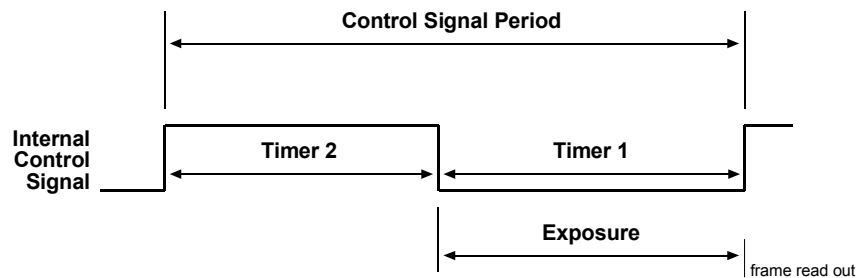 Control Signal Period
Internal
Control
Signal
Timer 2
Timer 1
Exposure
frame read out